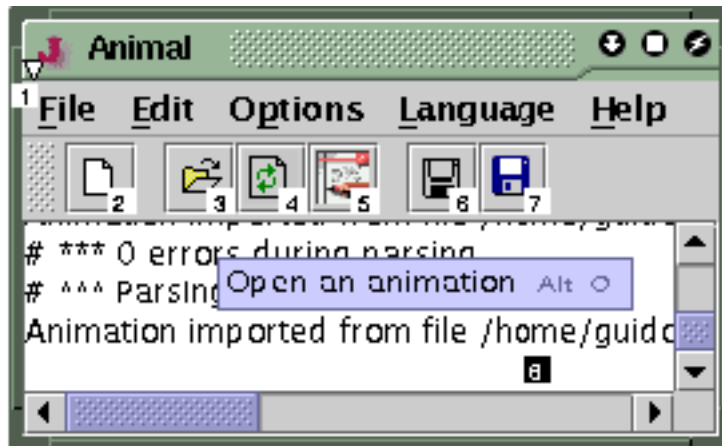 Animal
1
File Edit Options Language Help
2 3 4 5 6 7
# *** 0 errors during parsing
Open an animation Alt O
# *** Parsing
Animation imported from file /home/guido
8